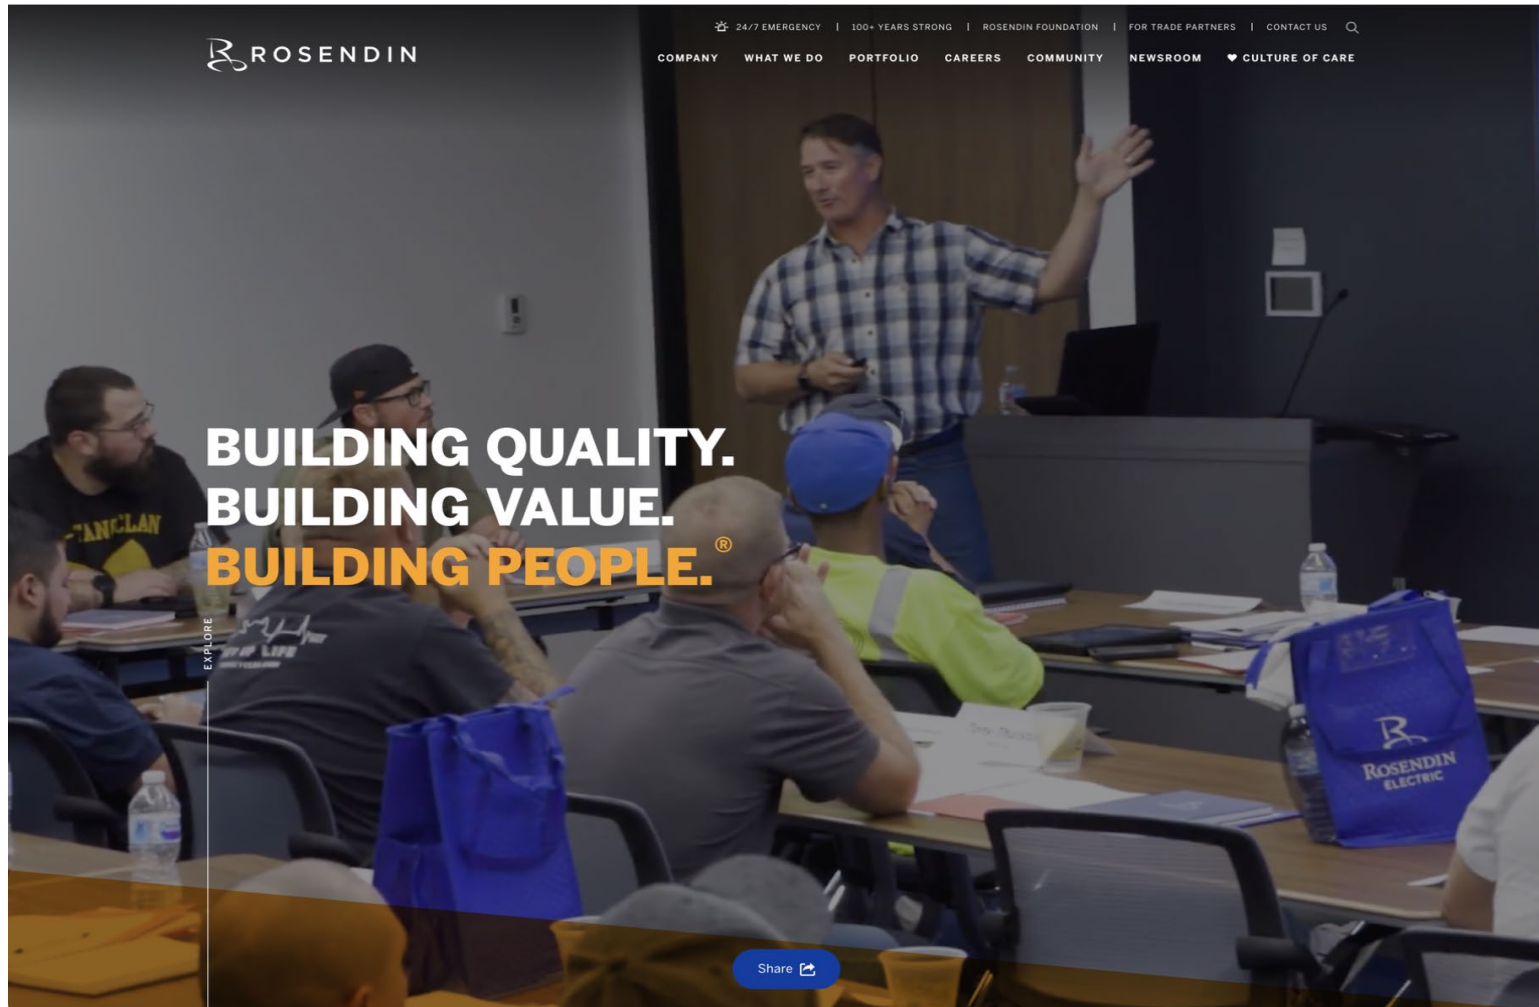 24/7 EMERGENCY | 100+ YEARS STRONG | ROSENDIN FOUNDATION | FOR TRADE PARTNERS | CONTACT US
ROSENDIN
COMPANY WHAT WE DO PORTFOLIO CAREERS COMMUNITY NEWSROOM CULTURE OF CARE
BUILDING QUALITY.
BUILDING VALUE.
BUILDING PEOPLE.®
EXPLORE
LIFE
ROSENDIN
ELECTRIC
Share